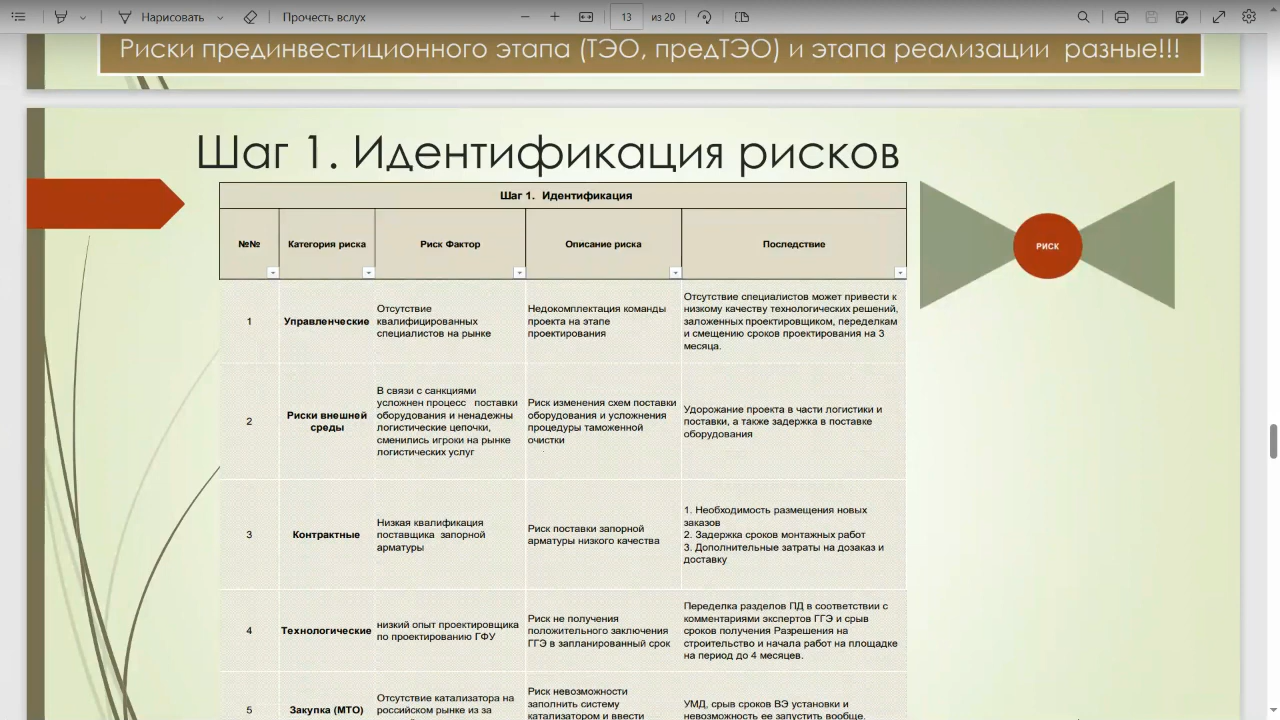 Нарисовать
Прочесть вслух
13
из 20
Риски прединвестиционного этапа (ТЭО, предТЭО) и этапа реализации разные!!!
Шаг 1. Идентификация рисков
Шаг 1. Идентификация
№№
Категория риска
Риск Фактор
Описание риска
Последствие
РИСК
1
Управленческие
Отсутствие
квалифицированных
специалистов на рынке
Недокомплектация команды
проекта на этапе
проектирования
Отсутствие специалистов может привести к
низкому качеству технологических решений,
заложенных проектировщиком, переделкам
и смещению сроков проектирования на 3
месяца.
2
Риски внешней
среды
В связи с санкциями
усложнен процесс поставки
оборудования и ненадежны
логистические цепочки,
сменились игроки на рынке
логистических услуг
Риск изменения схем поставки
оборудования и усложнения
процедуры таможенной
очистки
Удорожание проекта в части логистики и
поставки, а также задержка в поставке
оборудования
3
Контрактные
Низкая квалификация
поставщика запорной
арматуры
Риск поставки запорной
арматуры низкого качества
1. Необходимость размещения новых
заказов
2. Задержка сроков монтажных работ
3. Дополнительные затраты на дозаказ и
доставку
4
Технологические
низкий опыт проектировщика
по проектированию ГФУ
Риск не получения
положительного заключения
ГГЭ в запланированный срок
Переделка разделов ПД в соответствии с
комментариями экспертов ГГЭ и срыв
сроков получения Разрешения на
строительство и начала работ на площадке
на период до 4 месяцев.
5
Закупка (МТО)
Отсутствие катализатора на
российском рынке из за
Риск невозможности
заполнить систему
катализатором и ввести
УМД, срыв сроков ВЭ установки и
невозможность ее запустить вообще.